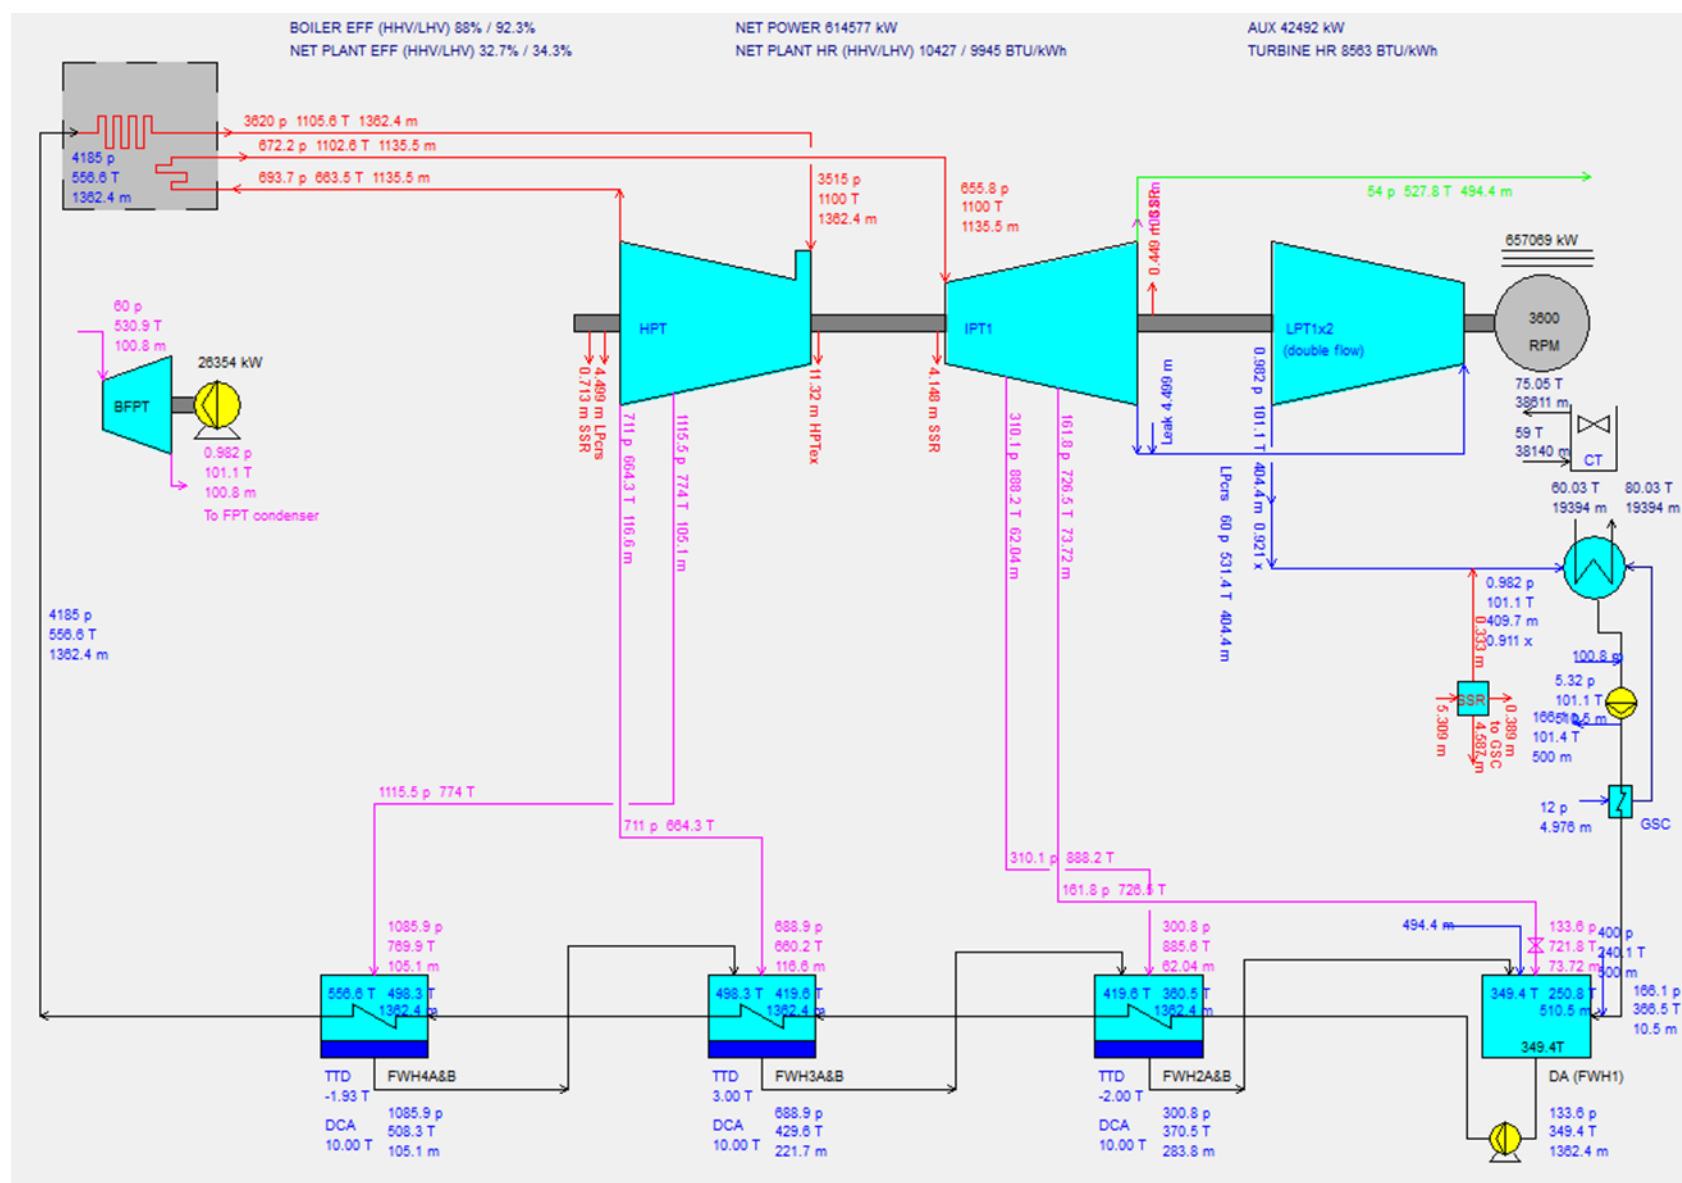 BOILER EFF (HHV/LHV) 88% / 92.3%
NET PLANT EFF (HHV/LHV) 32.7% / 34.3%
NET POWER 614577 kW
NET PLANT HR (HHV/LHV) 10427 / 9945 BTU/kWh
AUX 42492 kW
TURBINE HR 8563 BTU/kWh
3620 p 1105.6 T 1362.4 m
672.2 p 1102.6 T 1135.5 m
693.7 p 663.5 T 1135.5 m
4185 p
556.6 T
1362.4 m
3515 p
1100 T
1362.4 m
655.8 p
1100 T
1135.5 m
54 p 527.8 T 494.4 m
657069 kW
3600
RPM
HPT
IPT1
LPT1x2
(double flow)
60 p
530.9 T
100.8 m
26354 kW
BFPT
0.982 p
101.1 T
100.8 m
To FPT condenser
0.713 m SSR
4.499 m LPcrs
711 p 664.3 T 116.6 m
1115.5 p 774 T 105.1 m
11.32 m HPTex
4.148 m SSR
310.1 p 888.2 T 62.04 m
161.8 p 726.5 T 73.72 m
Leak 4.499 m
LPcrs 60 p 531.4 T 404.4 m
0.982 p 101.1 T 404.4 m 0.921 x
75.05 T
38611 m
59 T
38140 m
CT
60.03 T
19394 m
80.03 T
19394 m
0.982 p
101.1 T
409.7 m
0.911 x
0.333 m
SSR
5.309 m
4.587 m
0.389 m
to GSC
100.8 m
5.32 p
101.1 T
101.4 T
500 m
12 p
4.976 m
GSC
4185 p
556.6 T
1362.4 m
1115.5 p 774 T
711 p 664.3 T
310.1 p 888.2 T
161.8 p 726.5 T
1085.9 p
769.9 T
105.1 m
688.9 p
660.2 T
116.6 m
300.8 p
885.6 T
62.04 m
494.4 m
133.6 p
721.8 T
73.72 m
400 p
240.1 T
500 m
166.1 p
366.5 T
10.5 m
556.6 T 498.3 T
1362.4 m
498.3 T 419.6 T
1362.4 m
419.6 T 360.5 T
1362.4 m
349.4 T 250.8 T
510.5 m
349.4T
TTD
-1.93 T
DCA
10.00 T
FWH4A&B
1085.9 p
508.3 T
105.1 m
TTD
3.00 T
DCA
10.00 T
FWH3A&B
688.9 p
429.6 T
221.7 m
TTD
-2.00 T
DCA
10.00 T
FWH2A&B
300.8 p
370.5 T
283.8 m
DA (FWH1)
133.6 p
349.4 T
1362.4 m